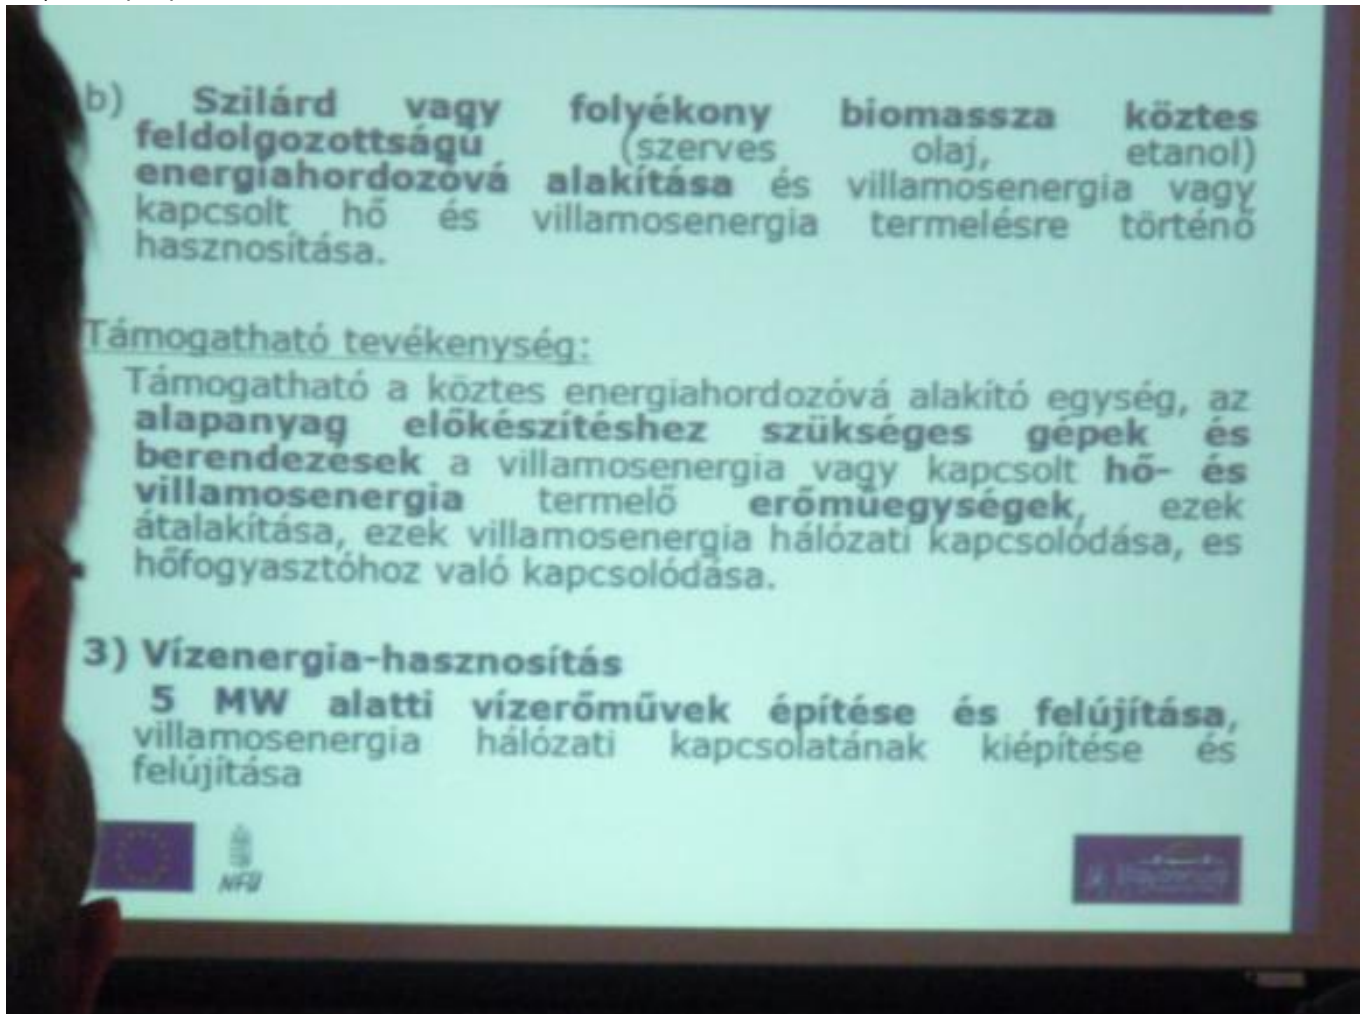 b) Szilárd vagy folyékony biomassza köztes
feldolgozottságú (szerves olaj, etanol)
energiahordozóvá alakítása és villamosenergia vagy
kapcsolt hő és villamosenergia termelésre történő
hasznosítása.
Támogatható tevékenység:
Támogatható a köztes energiahordozóvá alakító egység, az
alapanyag előkészítéshez szükséges gépek és
berendezések a villamosenergia vagy kapcsolt hő- és
villamosenergia termelő erőműegységek, ezek
átalakítása, ezek villamosenergia hálózati kapcsolódása, es
hőfogyasztóhoz való kapcsolódása.
3) Vízenergia-hasznosítás
5 MW alatti vízerőművek építése és felújítása,
villamosenergia hálózati kapcsolatának kiépítése és
felújítása
NFÜ